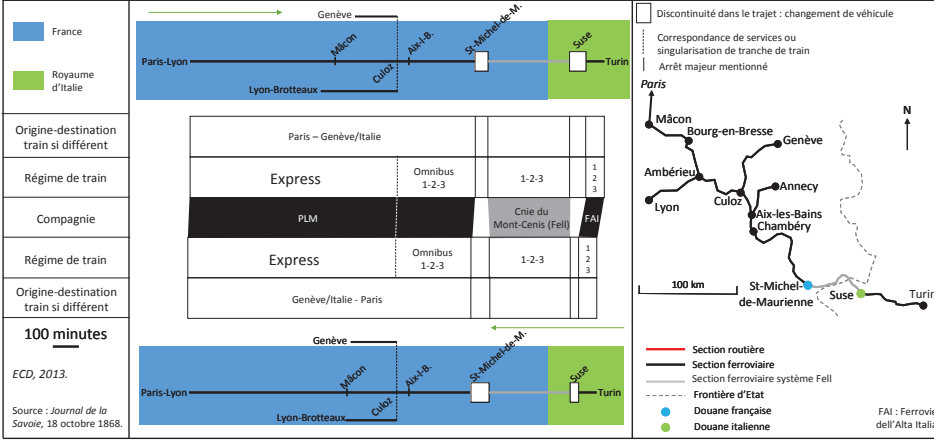 France
Royaume
d'Italie
Origine-destination
train si différent
Régime de train
Compagnie
Régime de train
Origine-destination
train si différent
100 minutes
ECD, 2013.
Source : Journal de la
Savoie, 18 octobre 1868.
Genève
Mâcon
Aix-l-B.
St-Michel-de-M.
Suse
Paris-Lyon
Turin
Culoz
Lyon-Brotteaux
Paris – Genève/Italie
Express
Omnibus
1-2-3
1-2-3
1
2
3
PLM
Cnie du
Mont-Cenis (Fell)
FAI
Express
Omnibus
1-2-3
1-2-3
1
2
3
Genève/Italie - Paris
Genève
Mâcon
Aix-l-B.
St-Michel-de-M.
Suse
Paris-Lyon
Turin
Culoz
Lyon-Brotteaux
Discontinuité dans le trajet : changement de véhicule
Correspondance de services ou
singularisation de tranche de train
Arrêt majeur mentionné
Paris
N
Mâcon
Bourg-en-Bresse
Genève
Ambérieu
Annecy
Lyon
Culoz
Aix-les-Bains
Chambéry
100 km
St-Michel-
de-Maurienne
Suse
Turin
Section routière
Section ferroviaire
Section ferroviaire système Fell
Frontière d'Etat
Douane française
Douane italienne
FAI : Ferrovie
dell'Alta Italia